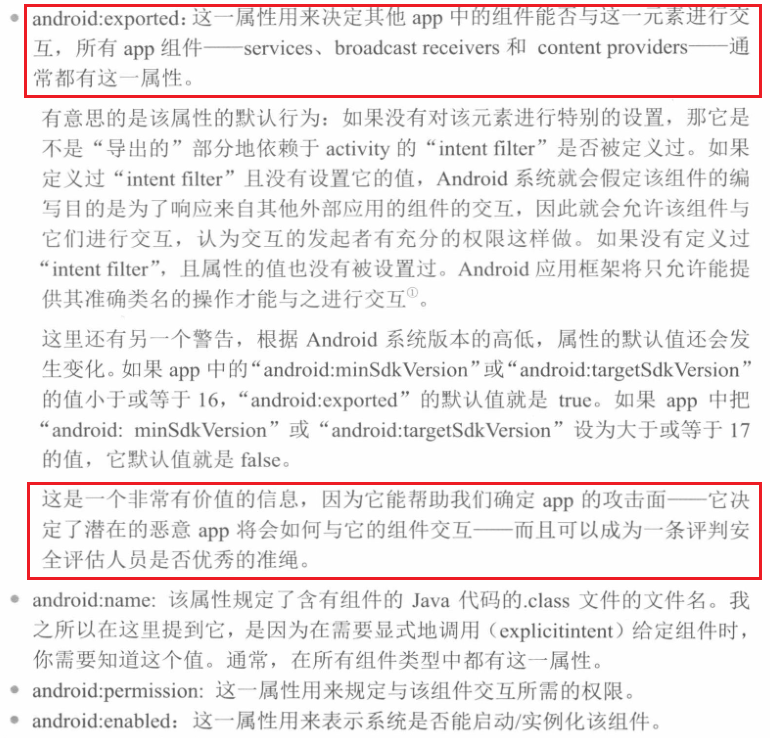 ● android:exported：这一属性用来决定其他 app 中的组件能否与这一元素进行交
互，所有 app 组件——services、broadcast receivers 和 content providers——通
常都有这一属性。
有意思的是该属性的默认行为：如果没有对该元素进行特别的设置，那它是
不是“导出的”部分地依赖于 activity 的“intent filter”是否被定义过。如果
定义过“intent filter”且没有设置它的值，Android 系统就会假定该组件的编
写目的是为了响应来自其他外部应用的组件的交互，因此就会允许该组件与
它们进行交互，认为交互的发起者有充分的权限这样做。如果没有定义过
“intent filter”，且属性的值也没有被设置过。Android 应用框架将只允许能提
供其准确类名的操作才能与之进行交互①。
这里还有另一个警告，根据 Android 系统版本的高低，属性的默认值还会发
生变化。如果 app 中的“android:minSdkVersion”或“android:targetSdkVersion”
的值小于或等于 16，“android:exported”的默认值就是 true。如果 app 中把
“android: minSdkVersion”或“android:targetSdkVersion”设为大于或等于 17
的值，它默认值就是 false。
这是一个非常有价值的信息，因为它能帮助我们确定 app 的攻击面——它决
定了潜在的恶意 app 将会如何与它的组件交互——而且可以成为一条评判安
全评估人员是否优秀的准绳。
● android:name: 该属性规定了含有组件的 Java 代码的.class 文件的文件名。我
之所以在这里提到它，是因为在需要显式地调用（explicitintent）给定组件时，
你需要知道这个值。通常，在所有组件类型中都有这一属性。
● android:permission: 这一属性用来规定与该组件交互所需的权限。
● android:enabled：这一属性用来表示系统是否能启动/实例化该组件。